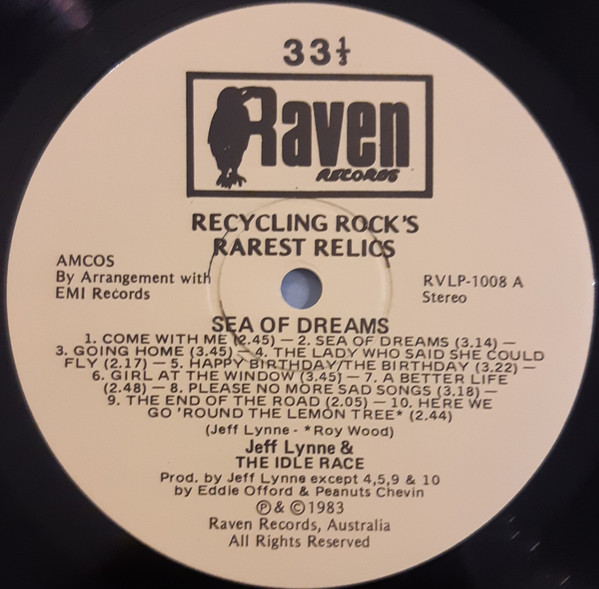 33⅓
Raven
RECORDS
RECYCLING ROCK'S
RAREST RELICS
AMCOS
By Arrangement with
EMI Records
RVLP-1008 A
Stereo
SEA OF DREAMS
1. COME WITH ME (2.45) — 2. SEA OF DREAMS (3.14) —
3. GOING HOME (3.45) — 4. THE LADY WHO SAID SHE COULD
FLY (2.17) — 5. HAPPY BIRTHDAY/THE BIRTHDAY (3.22) —
6. GIRL AT THE WINDOW (3.45) — 7. A BETTER LIFE
(2.48) — 8. PLEASE NO MORE SAD SONGS (3.18) —
9. THE END OF THE ROAD (2.05) — 10. HERE WE
GO 'ROUND THE LEMON TREE* (2.44)
(Jeff Lynne - *Roy Wood)
Jeff Lynne &
THE IDLE RACE
Prod. by Jeff Lynne except 4,5,9 & 10
by Eddie Offord & Peanuts Chevin
Ⓟ & © 1983
Raven Records, Australia
All Rights Reserved